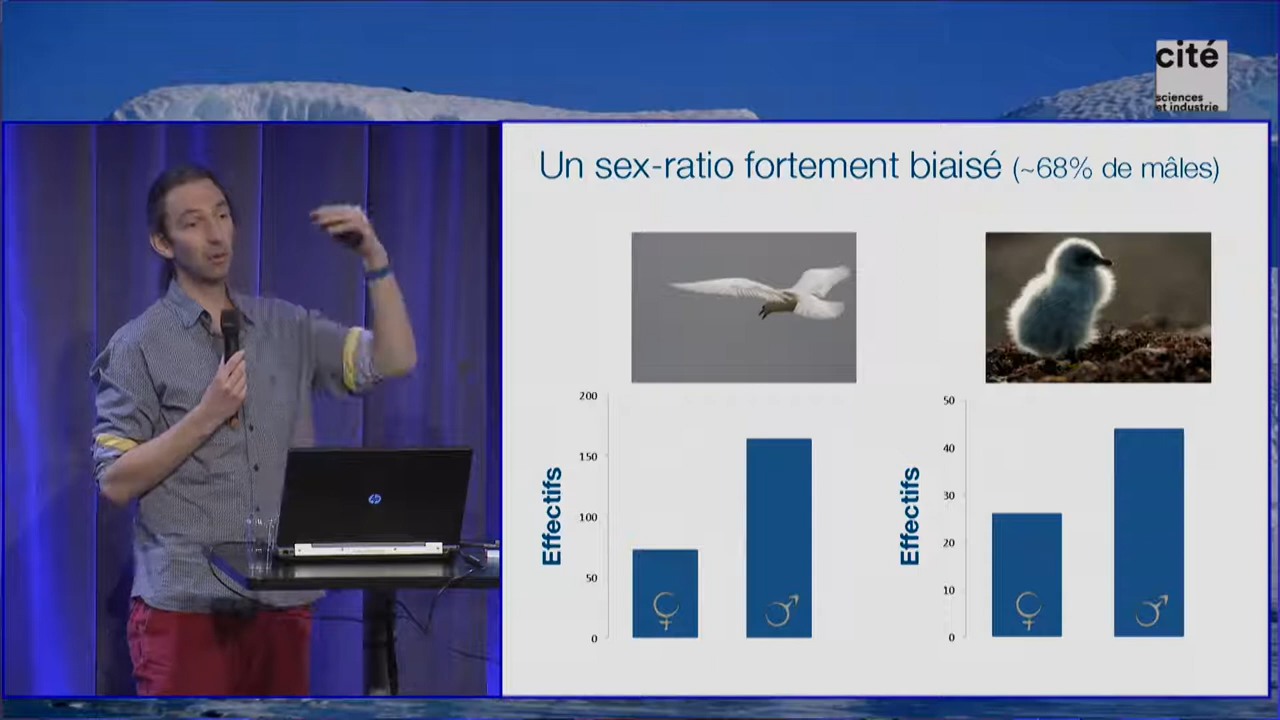 cité
sciences
et industrie
Un sex-ratio fortement biaisé (~68% de mâles)
Effectifs
200
150
100
50
0
♀ ♂
Effectifs
50
40
30
20
10
0
♀ ♂
hp